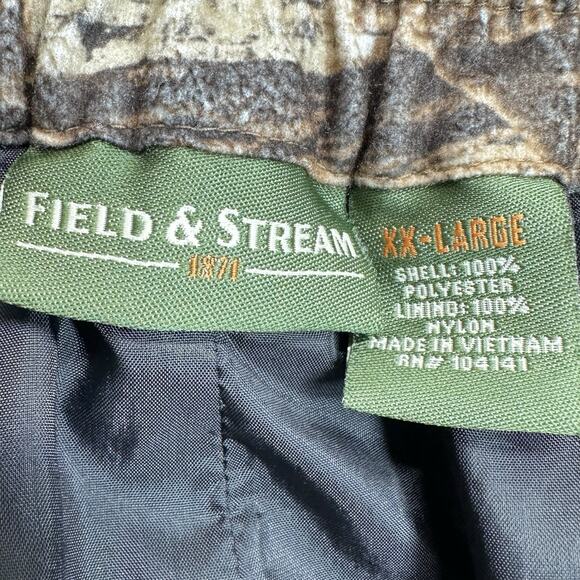 FIELD & STREAM
1871
XX-LARGE
SHELL: 100%
POLYESTER
LINING: 100%
NYLON
MADE IN VIETNAM
RN# 104141